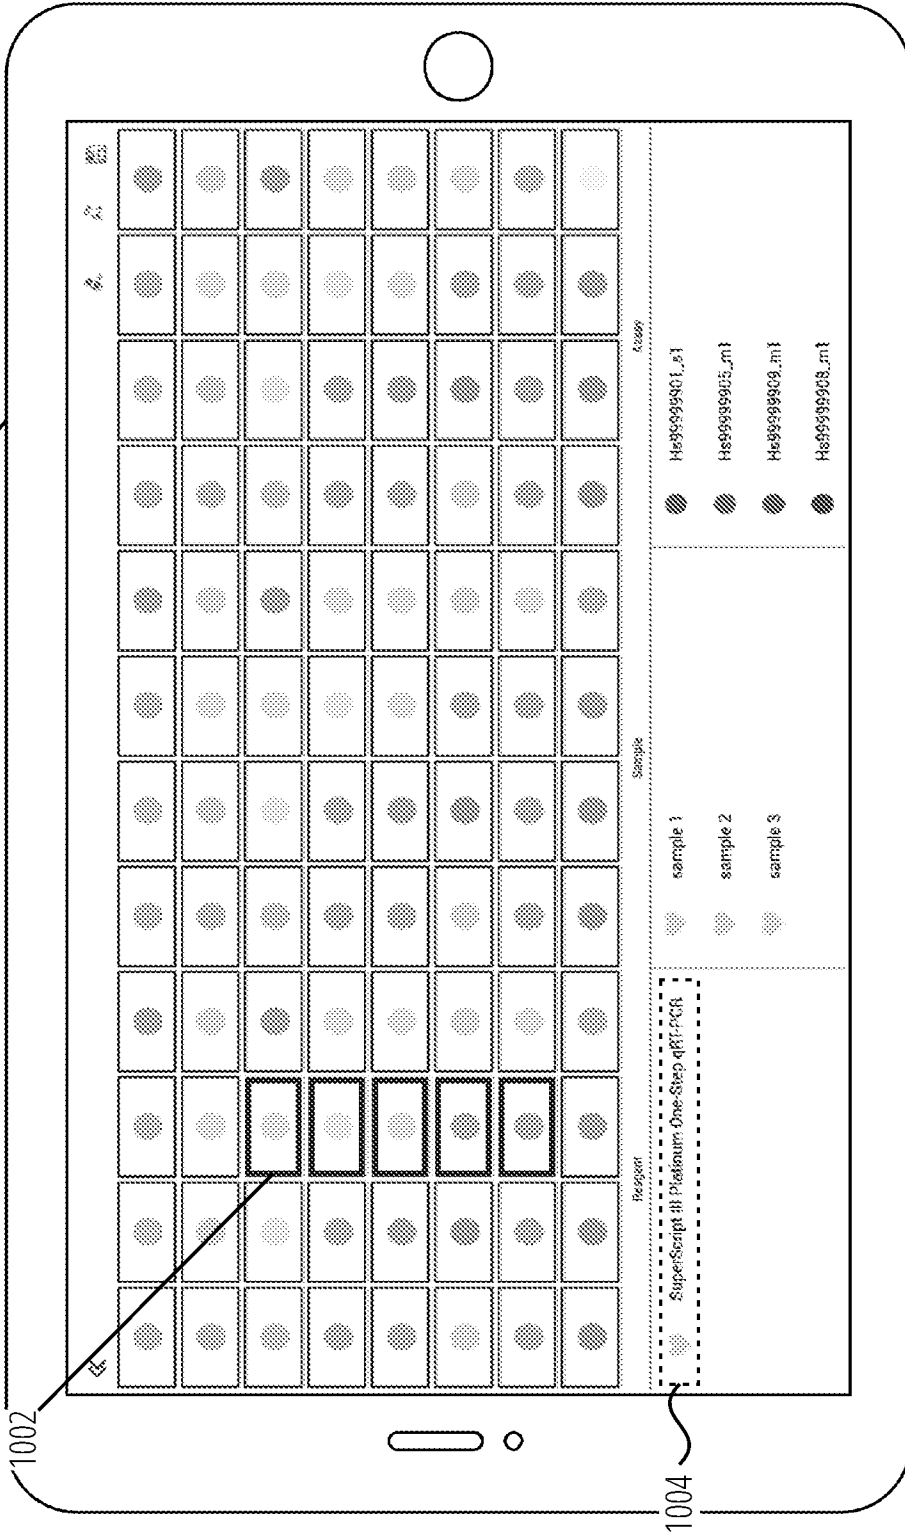 1002
1004
Reagent
Sample
Assay
SuperScript III Platinum One-Step qRT-PCR
sample 1
sample 2
sample 3
Hs99999901_s1
Hs99999905_m1
Hs99999909_m1
Hs99999908_m1